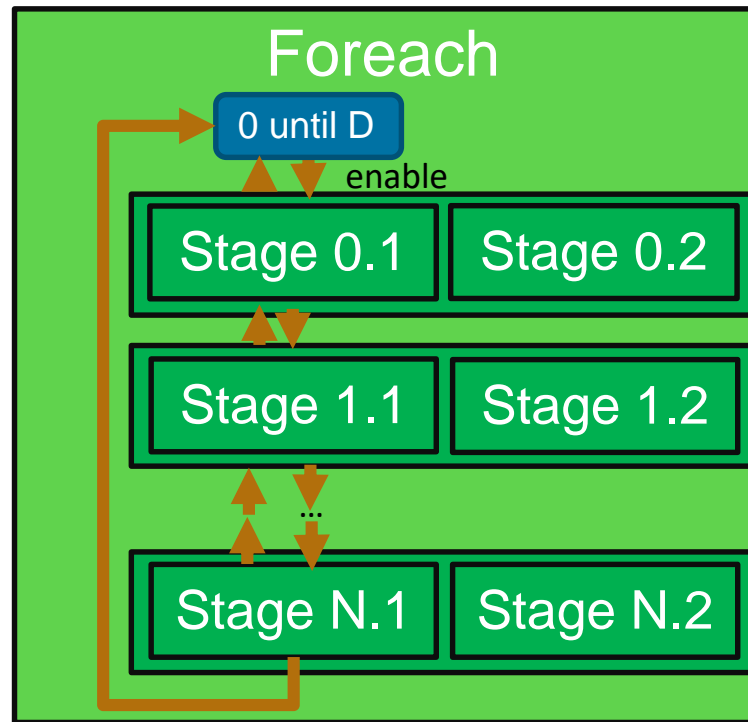 Foreach
0 until D
enable
Stage 0.1 Stage 0.2
Stage 1.1 Stage 1.2
...
Stage N.1 Stage N.2